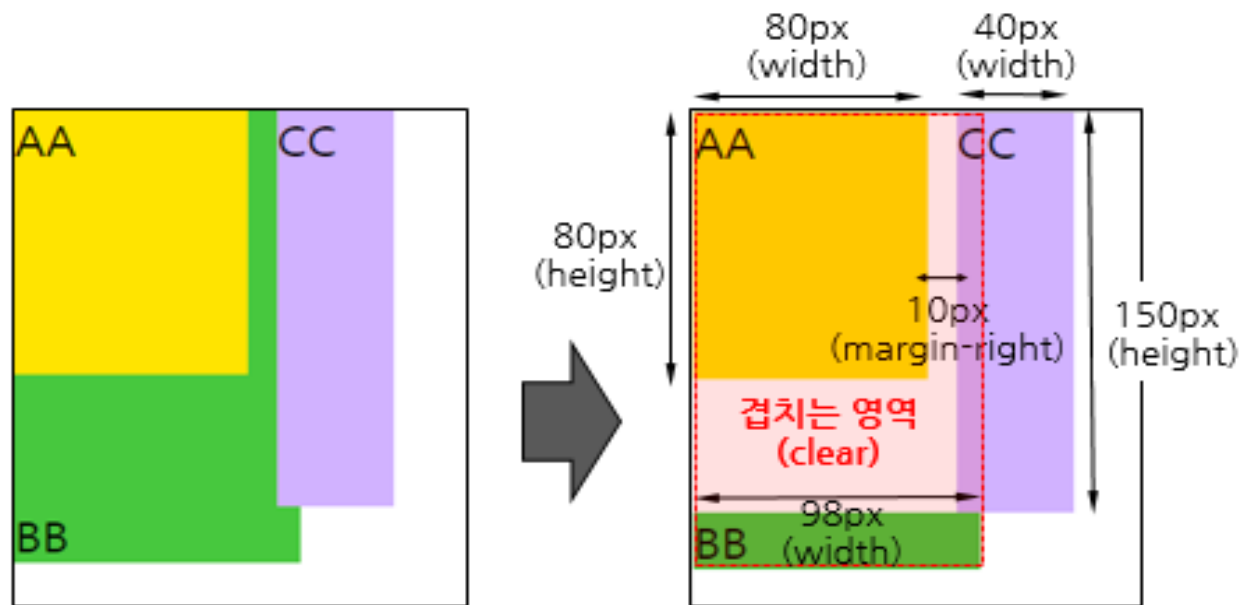 AA
CC
BB
80px
(width)
40px
(width)
AA
CC
80px
(height)
10px
(margin-right)
150px
(height)
겹치는 영역
(clear)
98px
(width)
BB